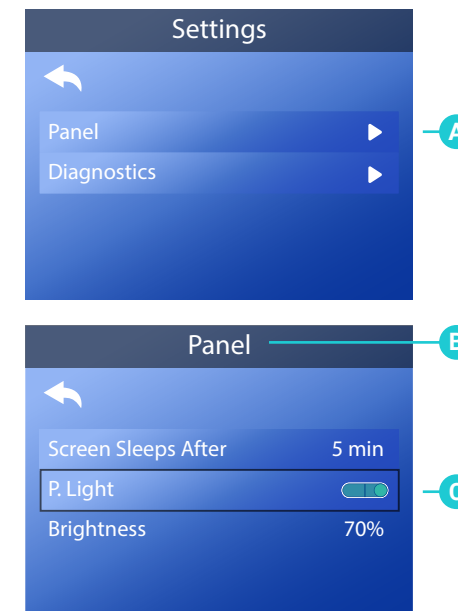 Settings
Panel
A
Diagnostics
Panel
B
Screen Sleeps After 5 min
P. Light
C
Brightness 70%